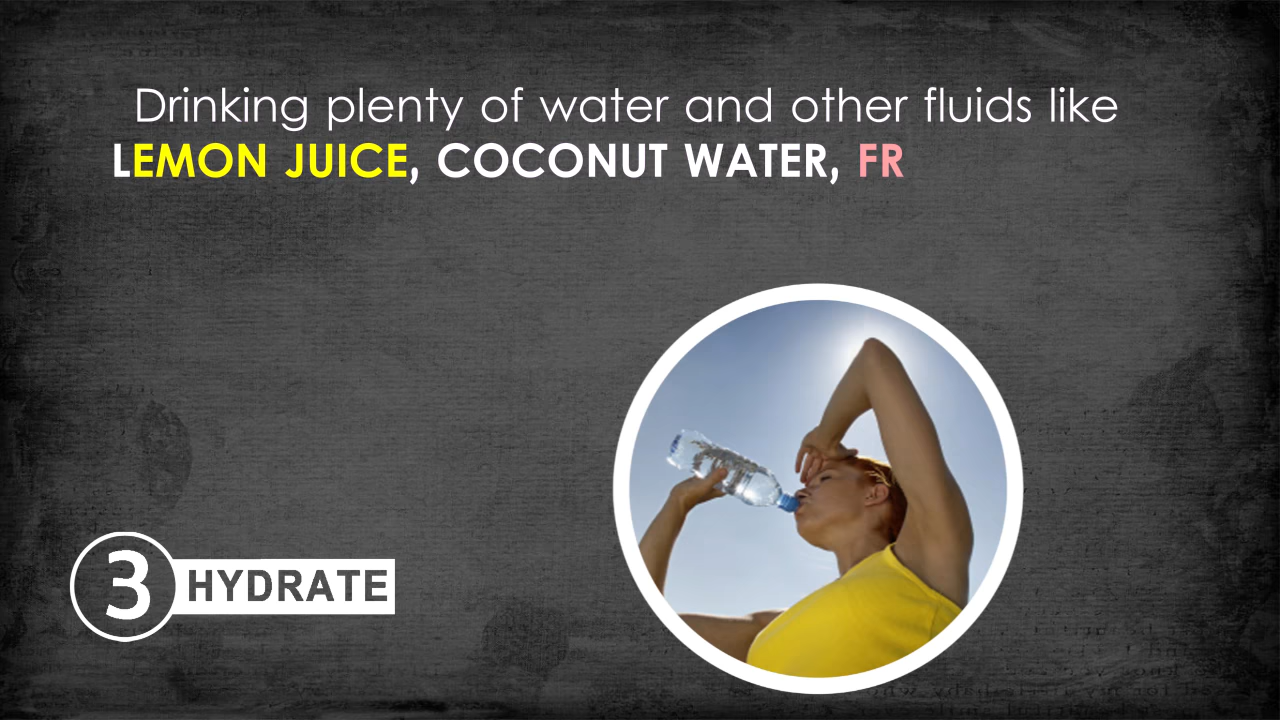 Drinking plenty of water and other fluids like
LEMON JUICE, COCONUT WATER, FR
3 HYDRATE